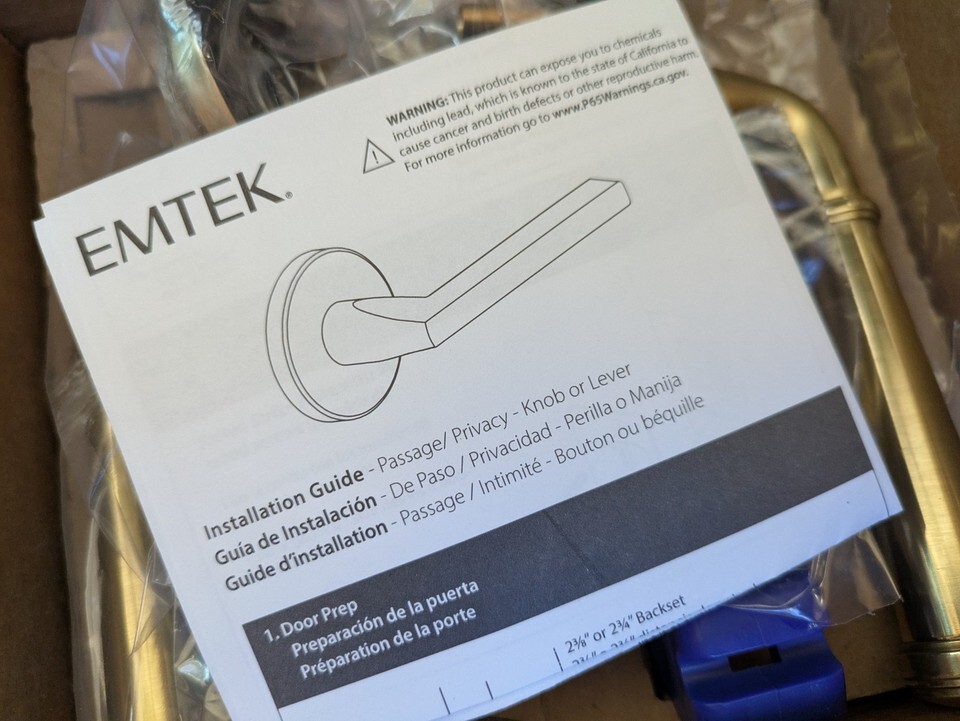 WARNING: This product can expose you to chemicals
including lead, which is known to the state of California to
cause cancer and birth defects or other reproductive harm.
For more information go to www.P65Warnings.ca.gov.
EMTEK®
Installation Guide - Passage/ Privacy - Knob or Lever
Guía de Instalación - De Paso / Privacidad - Perilla o Manija
Guide d'installation - Passage / Intimité - Bouton ou béquille
1. Door Prep
Preparación de la puerta
Préparation de la porte
2⅜" or 2¾" Backset